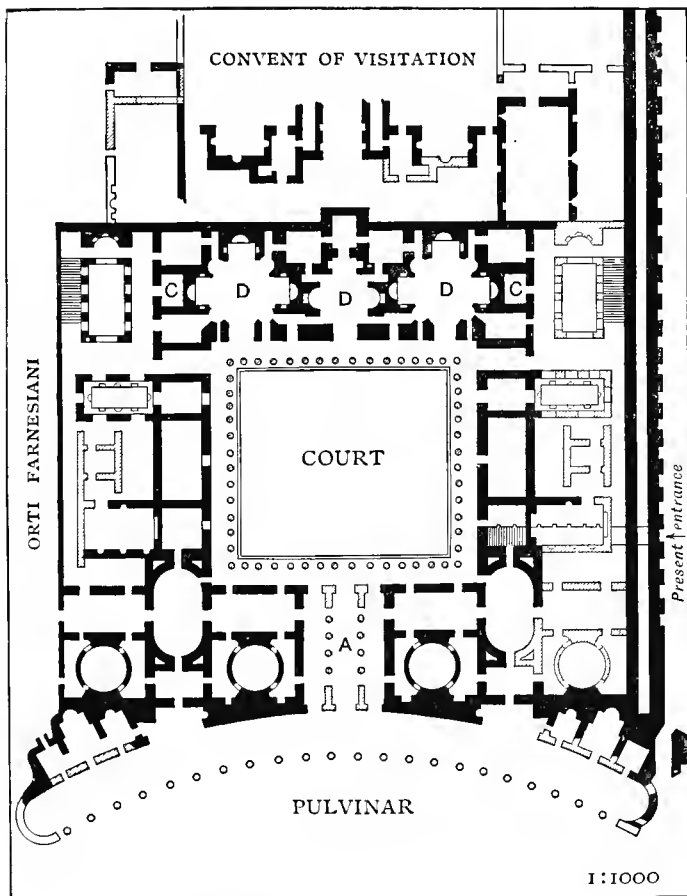 CONVENT OF VISITATION
C
D
D
D
C
ORTI FARNESIANI
COURT
Present entrance
A
PULVINAR
1:1000